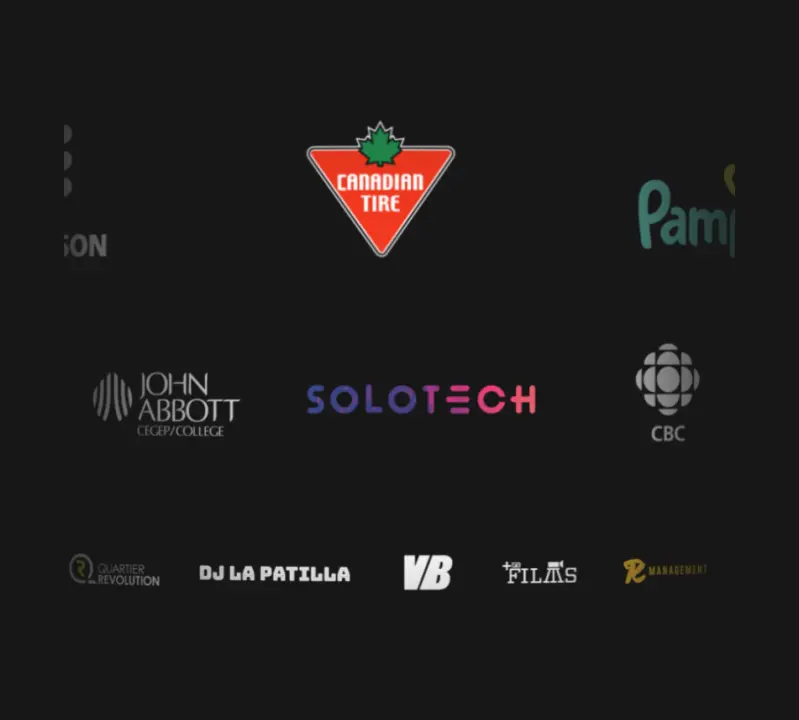 CANADIAN
TIRE
SON
Pam
JOHN
ABBOTT
CEGEP/COLLEGE
SOLOTECH
CBC
QUARTIER
REVOLUTION
DJ LA PATILLA
VB
FILMS
R MANAGEMENT